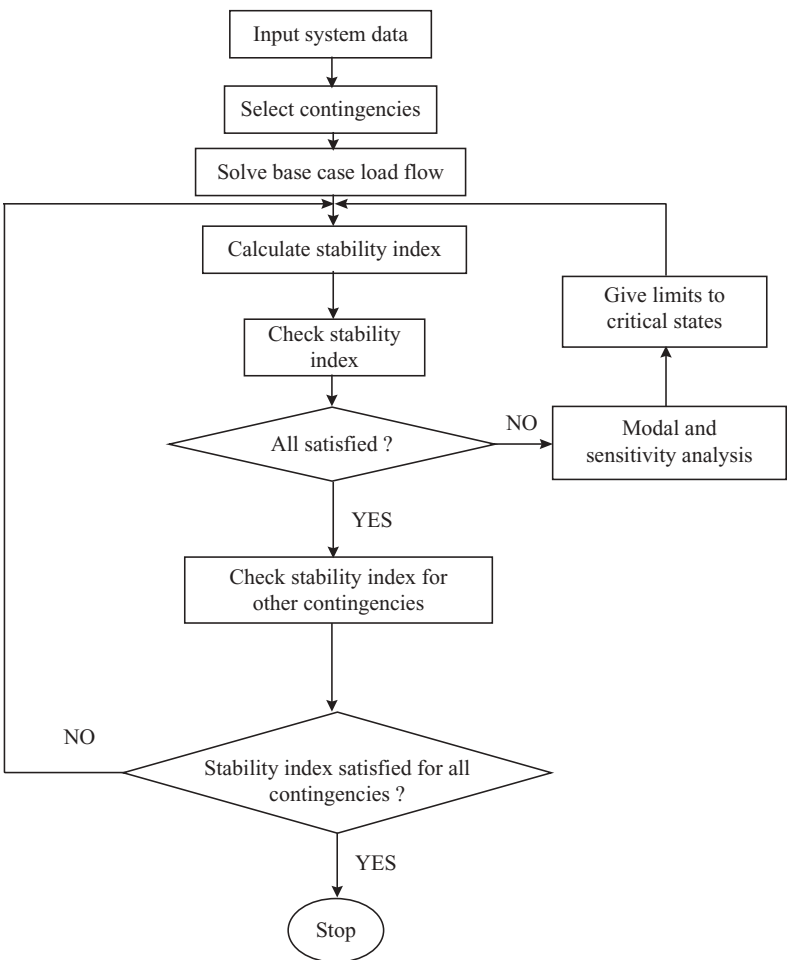 Input system data
Select contingencies
Solve base case load flow
Calculate stability index
Give limits to
critical states
Check stability
index
All satisfied ?
NO
Modal and
sensitivity analysis
YES
Check stability index for
other contingencies
NO
Stability index satisfied for all
contingencies ?
YES
Stop